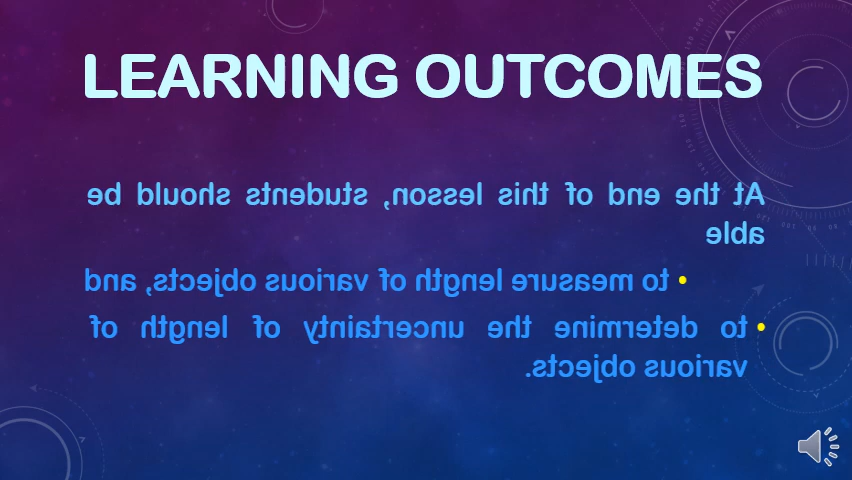 LEARNING OUTCOMES
At the end of this lesson, students should be
able
• to measure length of various objects, and
• to determine the uncertainty of length of
various objects.